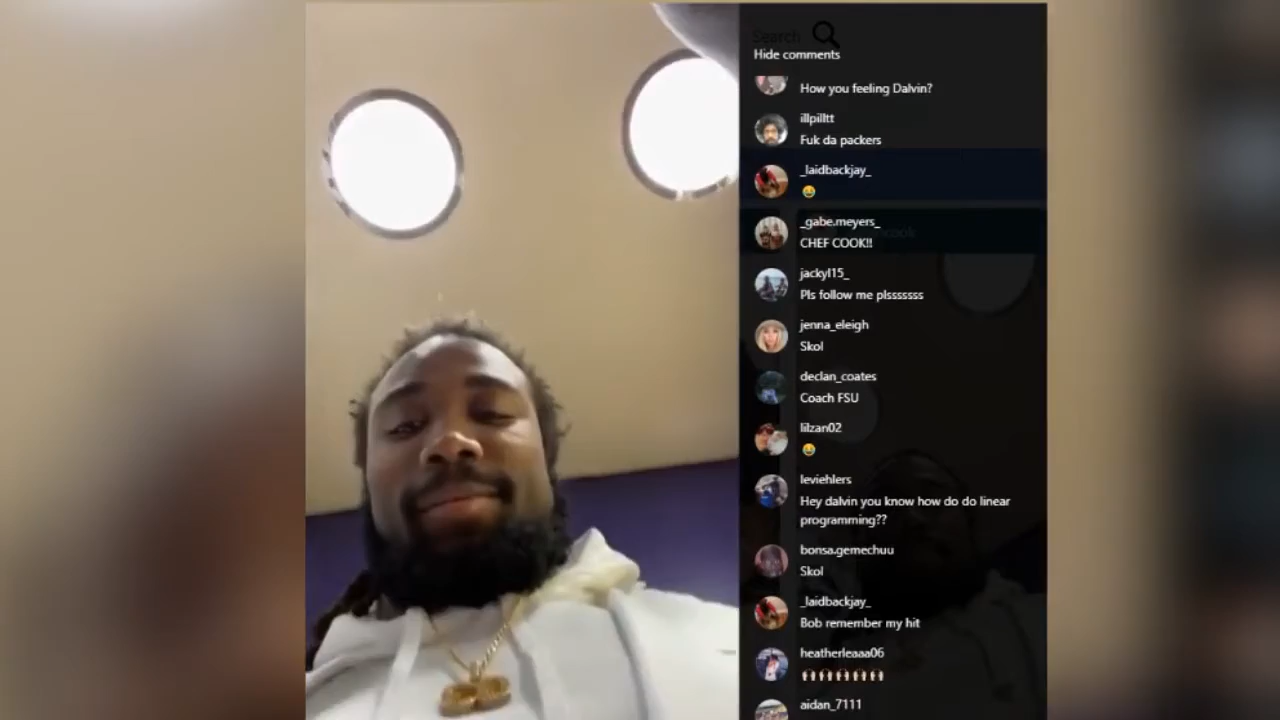 Search
Hide comments
How you feeling Dalvin?
illpilltt
Fuk da packers
_laidbackjay_
😂
_gabe.meyers_
CHEF COOK!!
jackyl15_
Pls follow me plsssssss
jenna_eleigh
Skol
declan_coates
Coach FSU
lilzan02
😂
leviehlers
Hey dalvin you know how do do linear
programming??
bonsa.gemechuu
Skol
_laidbackjay_
Bob remember my hit
heatherleaaa06
aidan_7111